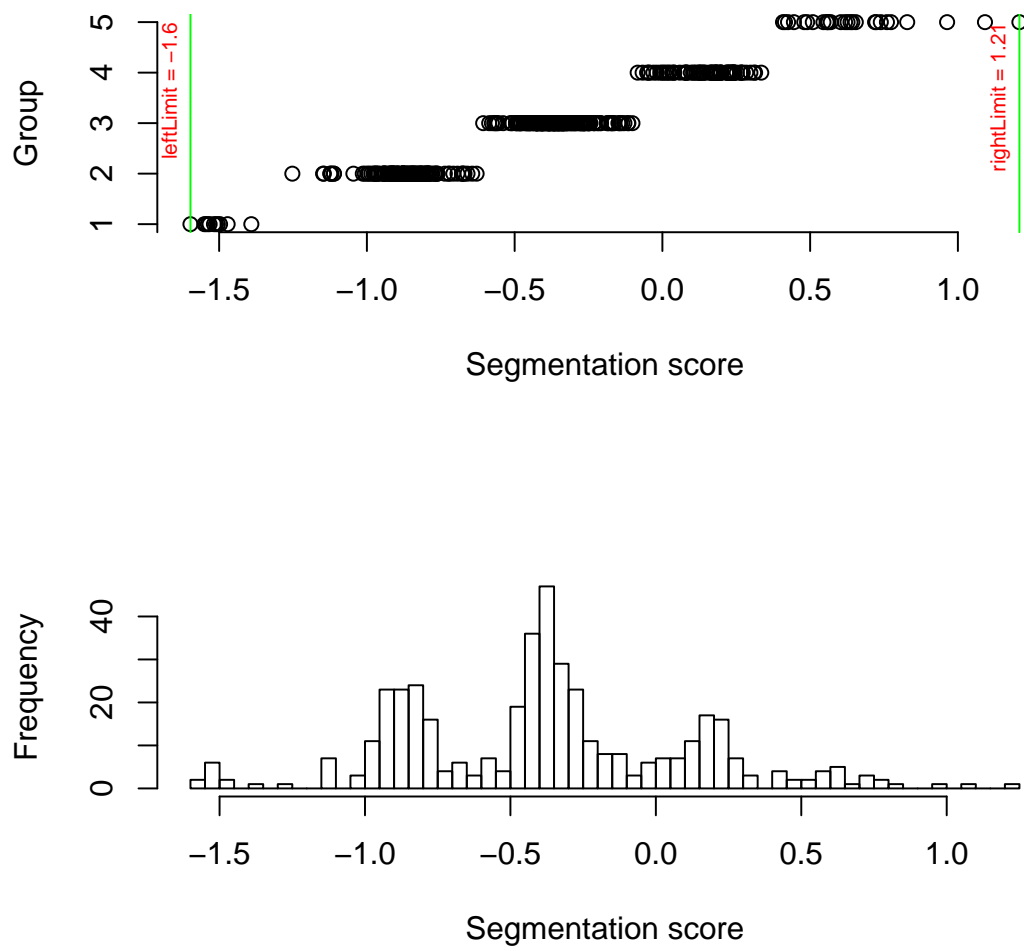 5
4
3
2
1
Group
leftLimit = −1.6
rightLimit = 1.21
−1.5 −1.0 −0.5 0.0 0.5 1.0
Segmentation score
40
20
0
Frequency
−1.5 −1.0 −0.5 0.0 0.5 1.0
Segmentation score